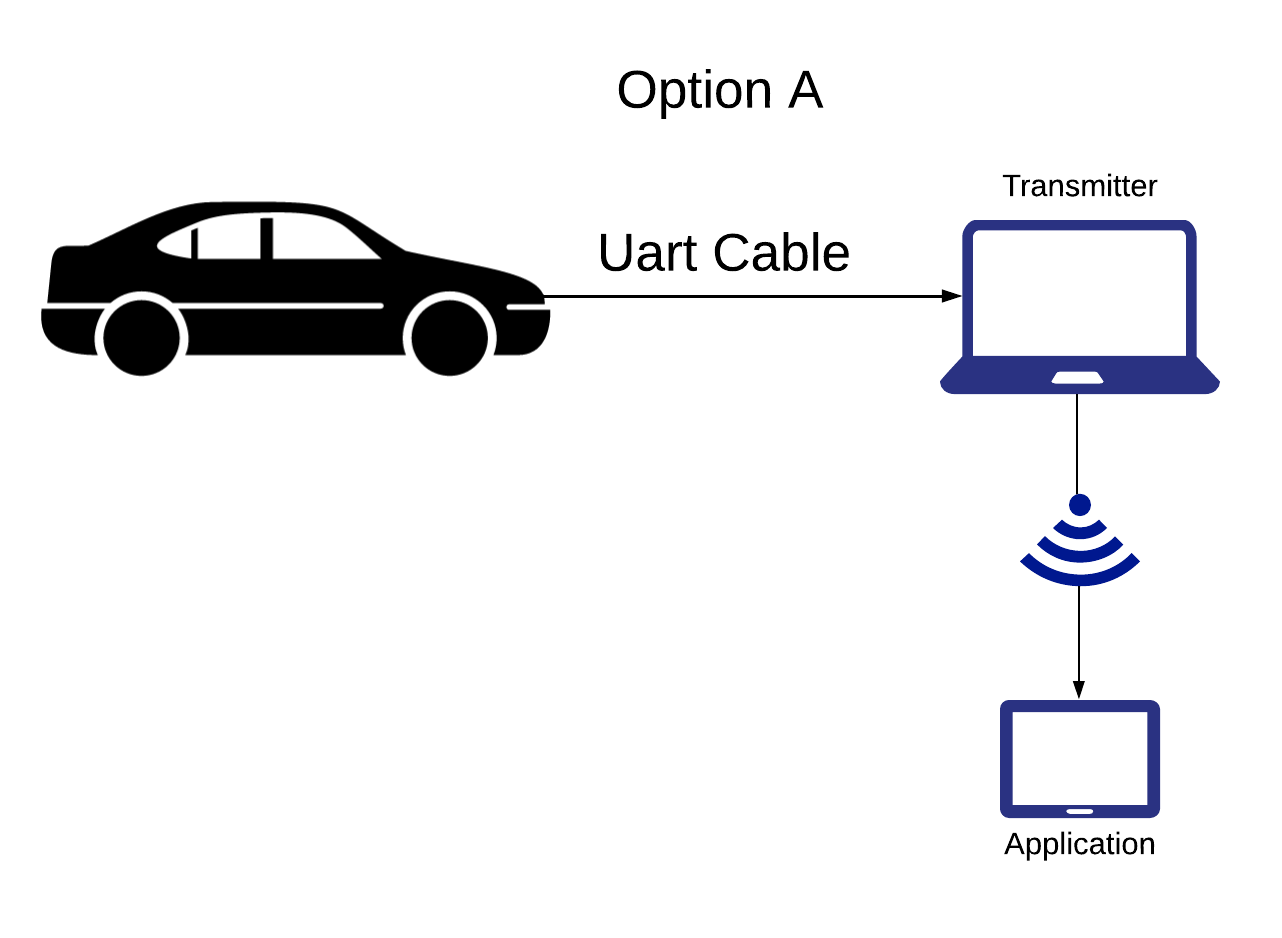 Option A
Transmitter
Uart Cable
Application